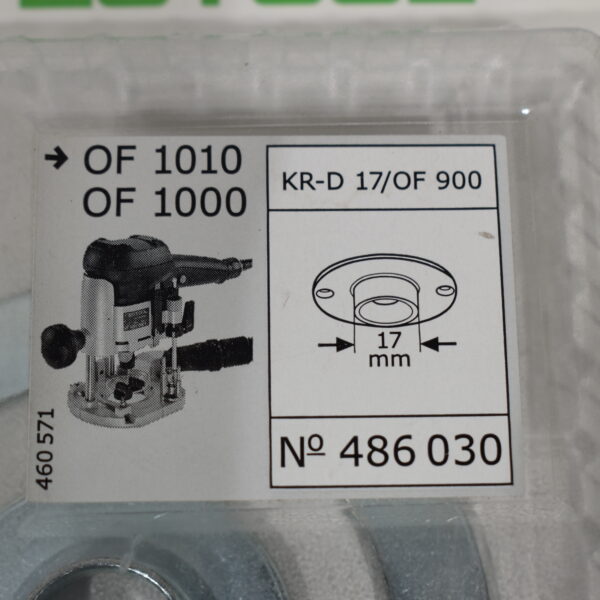 → OF 1010
OF 1000
KR-D 17/OF 900
17
mm
460 571
Nº 486 030